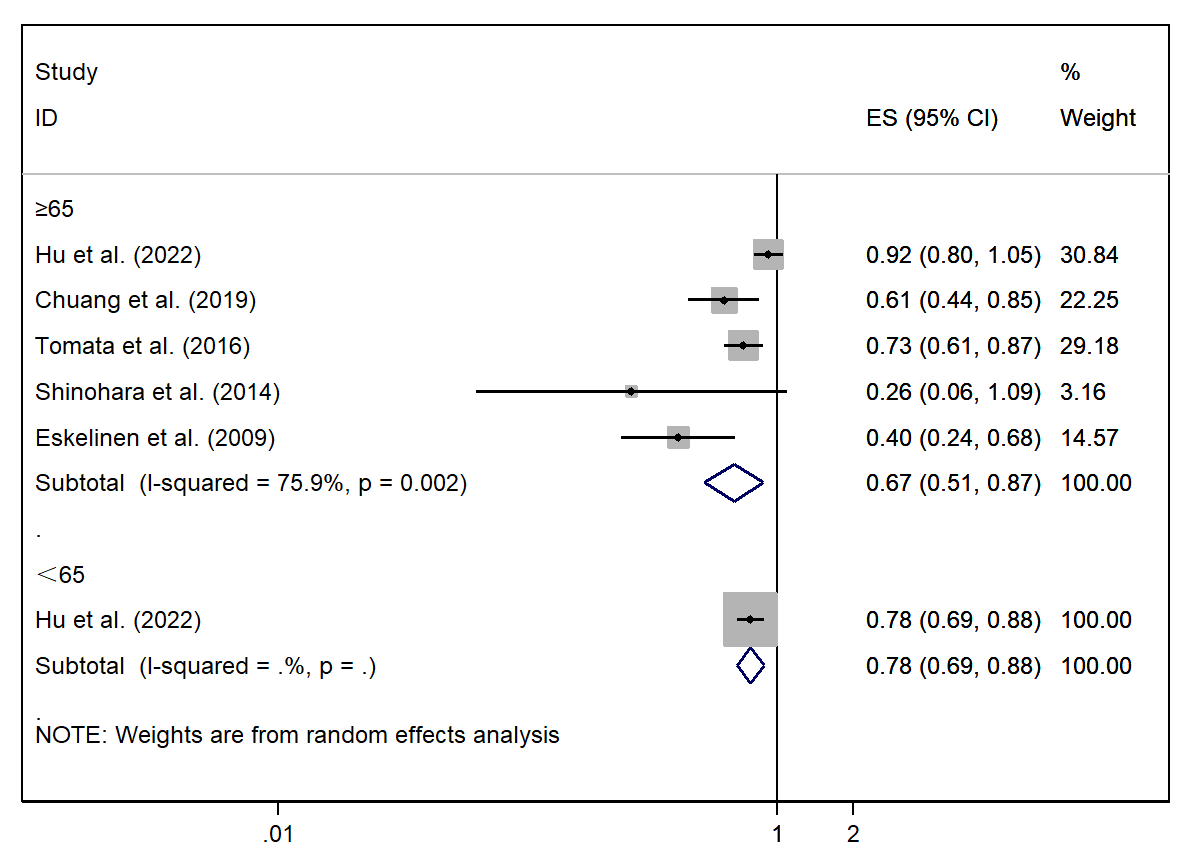 Study %
ID ES (95% CI) Weight
≥65
Hu et al. (2022) 0.92 (0.80, 1.05) 30.84
Chuang et al. (2019) 0.61 (0.44, 0.85) 22.25
Tomata et al. (2016) 0.73 (0.61, 0.87) 29.18
Shinohara et al. (2014) 0.26 (0.06, 1.09) 3.16
Eskelinen et al. (2009) 0.40 (0.24, 0.68) 14.57
Subtotal (I-squared = 75.9%, p = 0.002) 0.67 (0.51, 0.87) 100.00
.
＜65
Hu et al. (2022) 0.78 (0.69, 0.88) 100.00
Subtotal (I-squared = .%, p = .) 0.78 (0.69, 0.88) 100.00
.
NOTE: Weights are from random effects analysis
.01 1 2